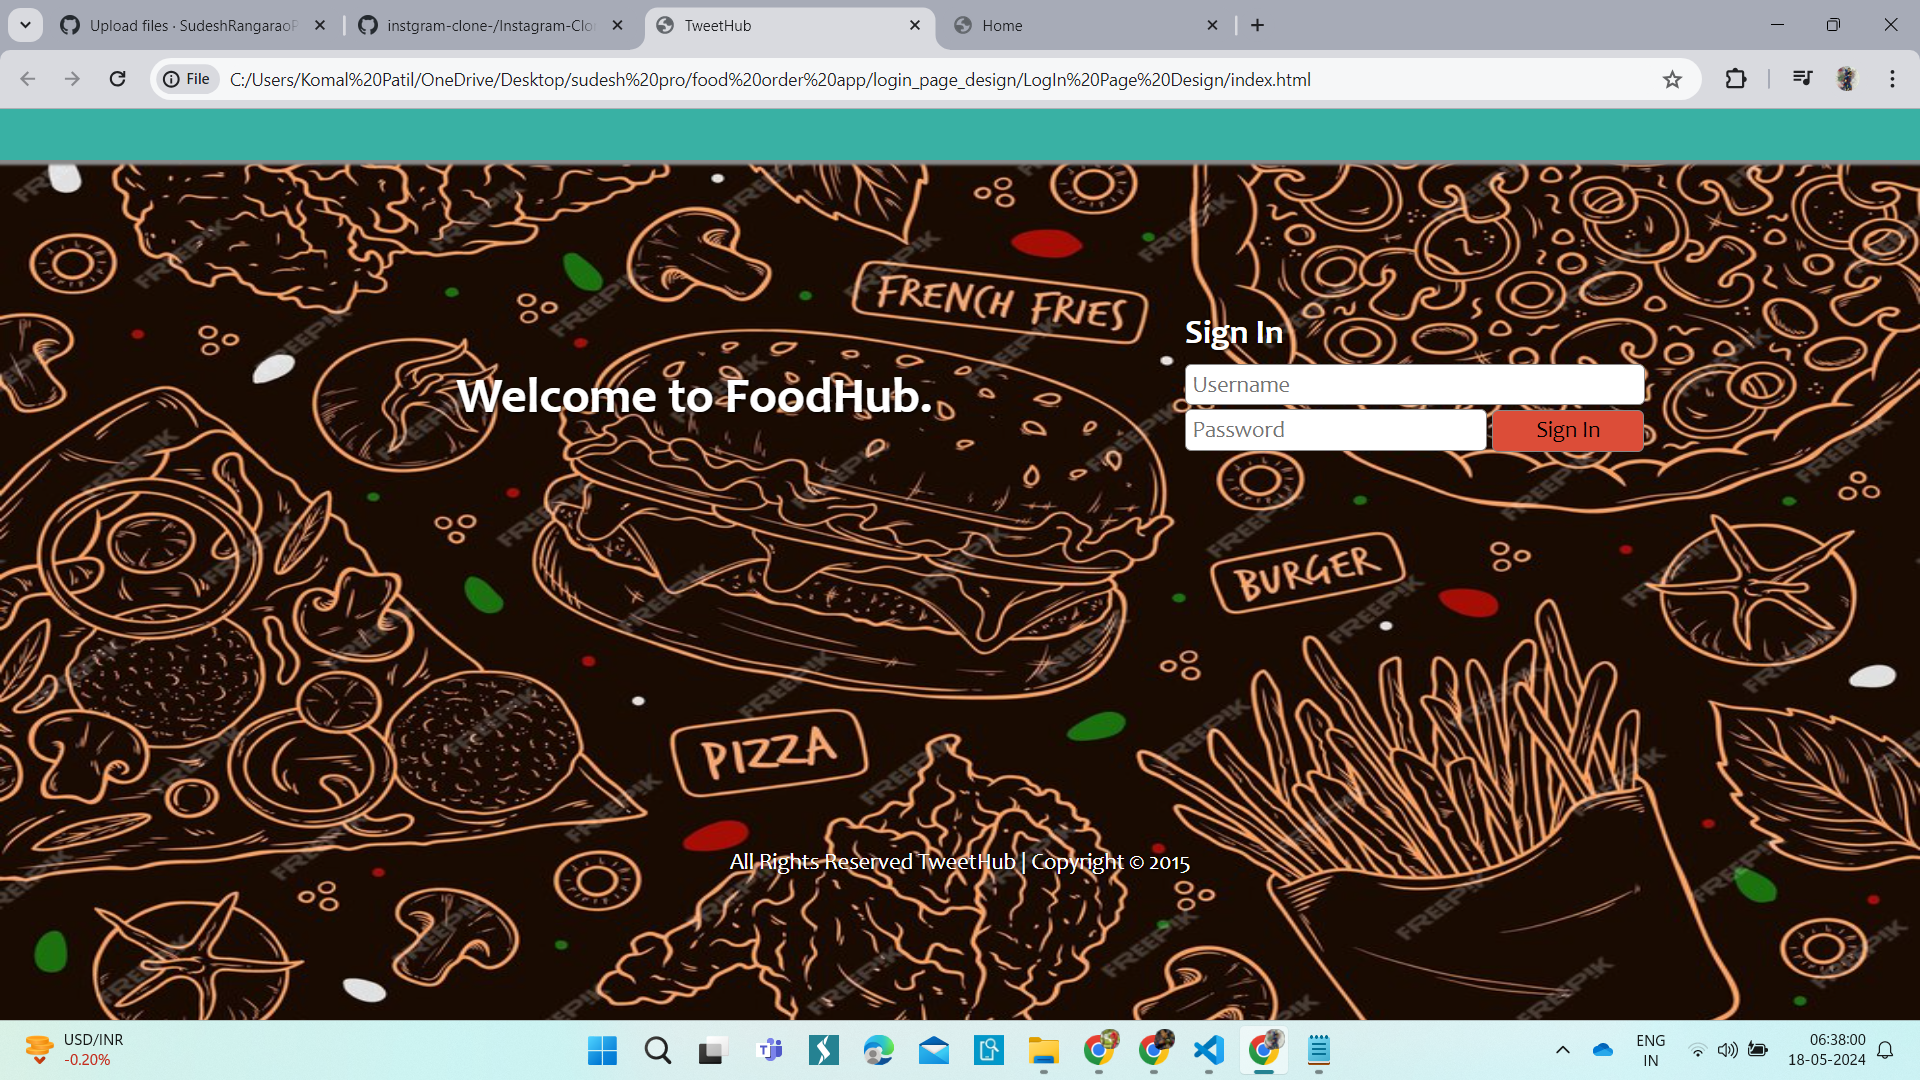 Upload files · SudeshRangaraoP
instgram-clone-/Instagram-Clo
TweetHub
Home
File
C:/Users/Komal%20Patil/OneDrive/Desktop/sudesh%20pro/food%20order%20app/login_page_design/LogIn%20Page%20Design/index.html
FRENCH FRIES
Sign In
Welcome to FoodHub.
Username
Password
Sign In
BURGER
PIZZA
All Rights Reserved TweetHub | Copyright © 2015
FREEPIK
USD/INR
-0.20%
ENG
IN
06:38:00
18-05-2024